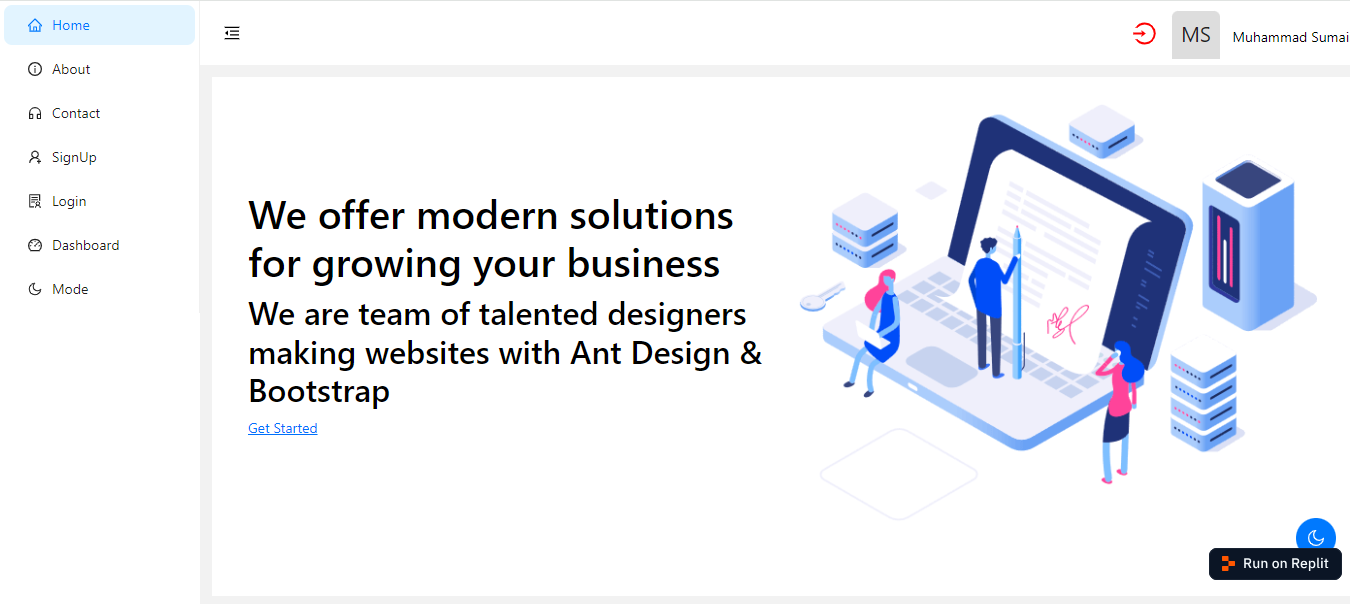 Home
About
Contact
SignUp
Login
Dashboard
Mode
MS
Muhammad Sumai
We offer modern solutions
for growing your business
We are team of talented designers
making websites with Ant Design &
Bootstrap
Get Started
Run on Replit